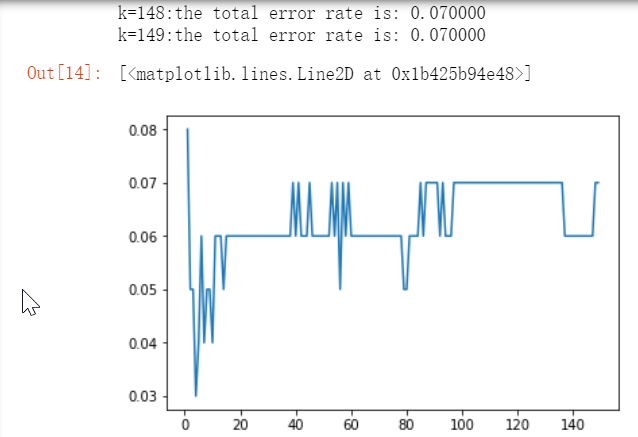 k=148:the total error rate is: 0.070000
k=149:the total error rate is: 0.070000
Out[14]: [<matplotlib.lines.Line2D at 0x1b425b94e48>]
0.08
0.07
0.06
0.05
0.04
0.03
0 20 40 60 80 100 120 140